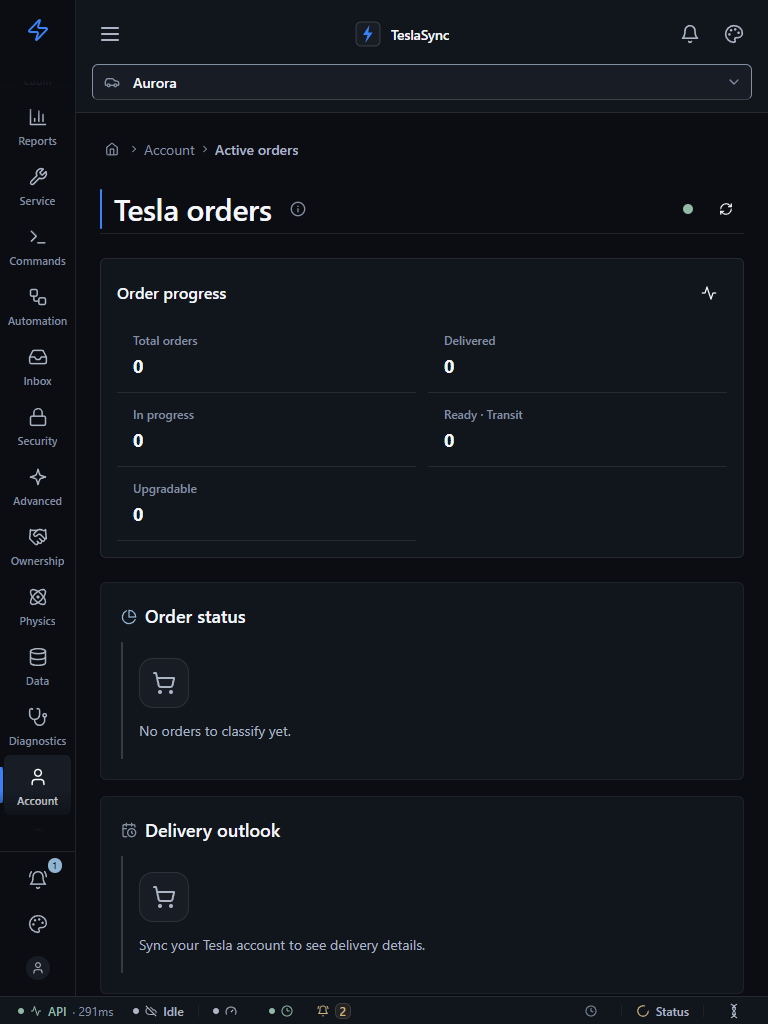 TeslaSync
Aurora
Reports
Service
Commands
Automation
Inbox
Security
Advanced
Ownership
Physics
Data
Diagnostics
Account
1
Account
Active orders
Tesla orders
Order progress
Total orders
0
Delivered
0
In progress
0
Ready · Transit
0
Upgradable
0
Order status
No orders to classify yet.
Delivery outlook
Sync your Tesla account to see delivery details.
API · 291ms
Idle
2
Status